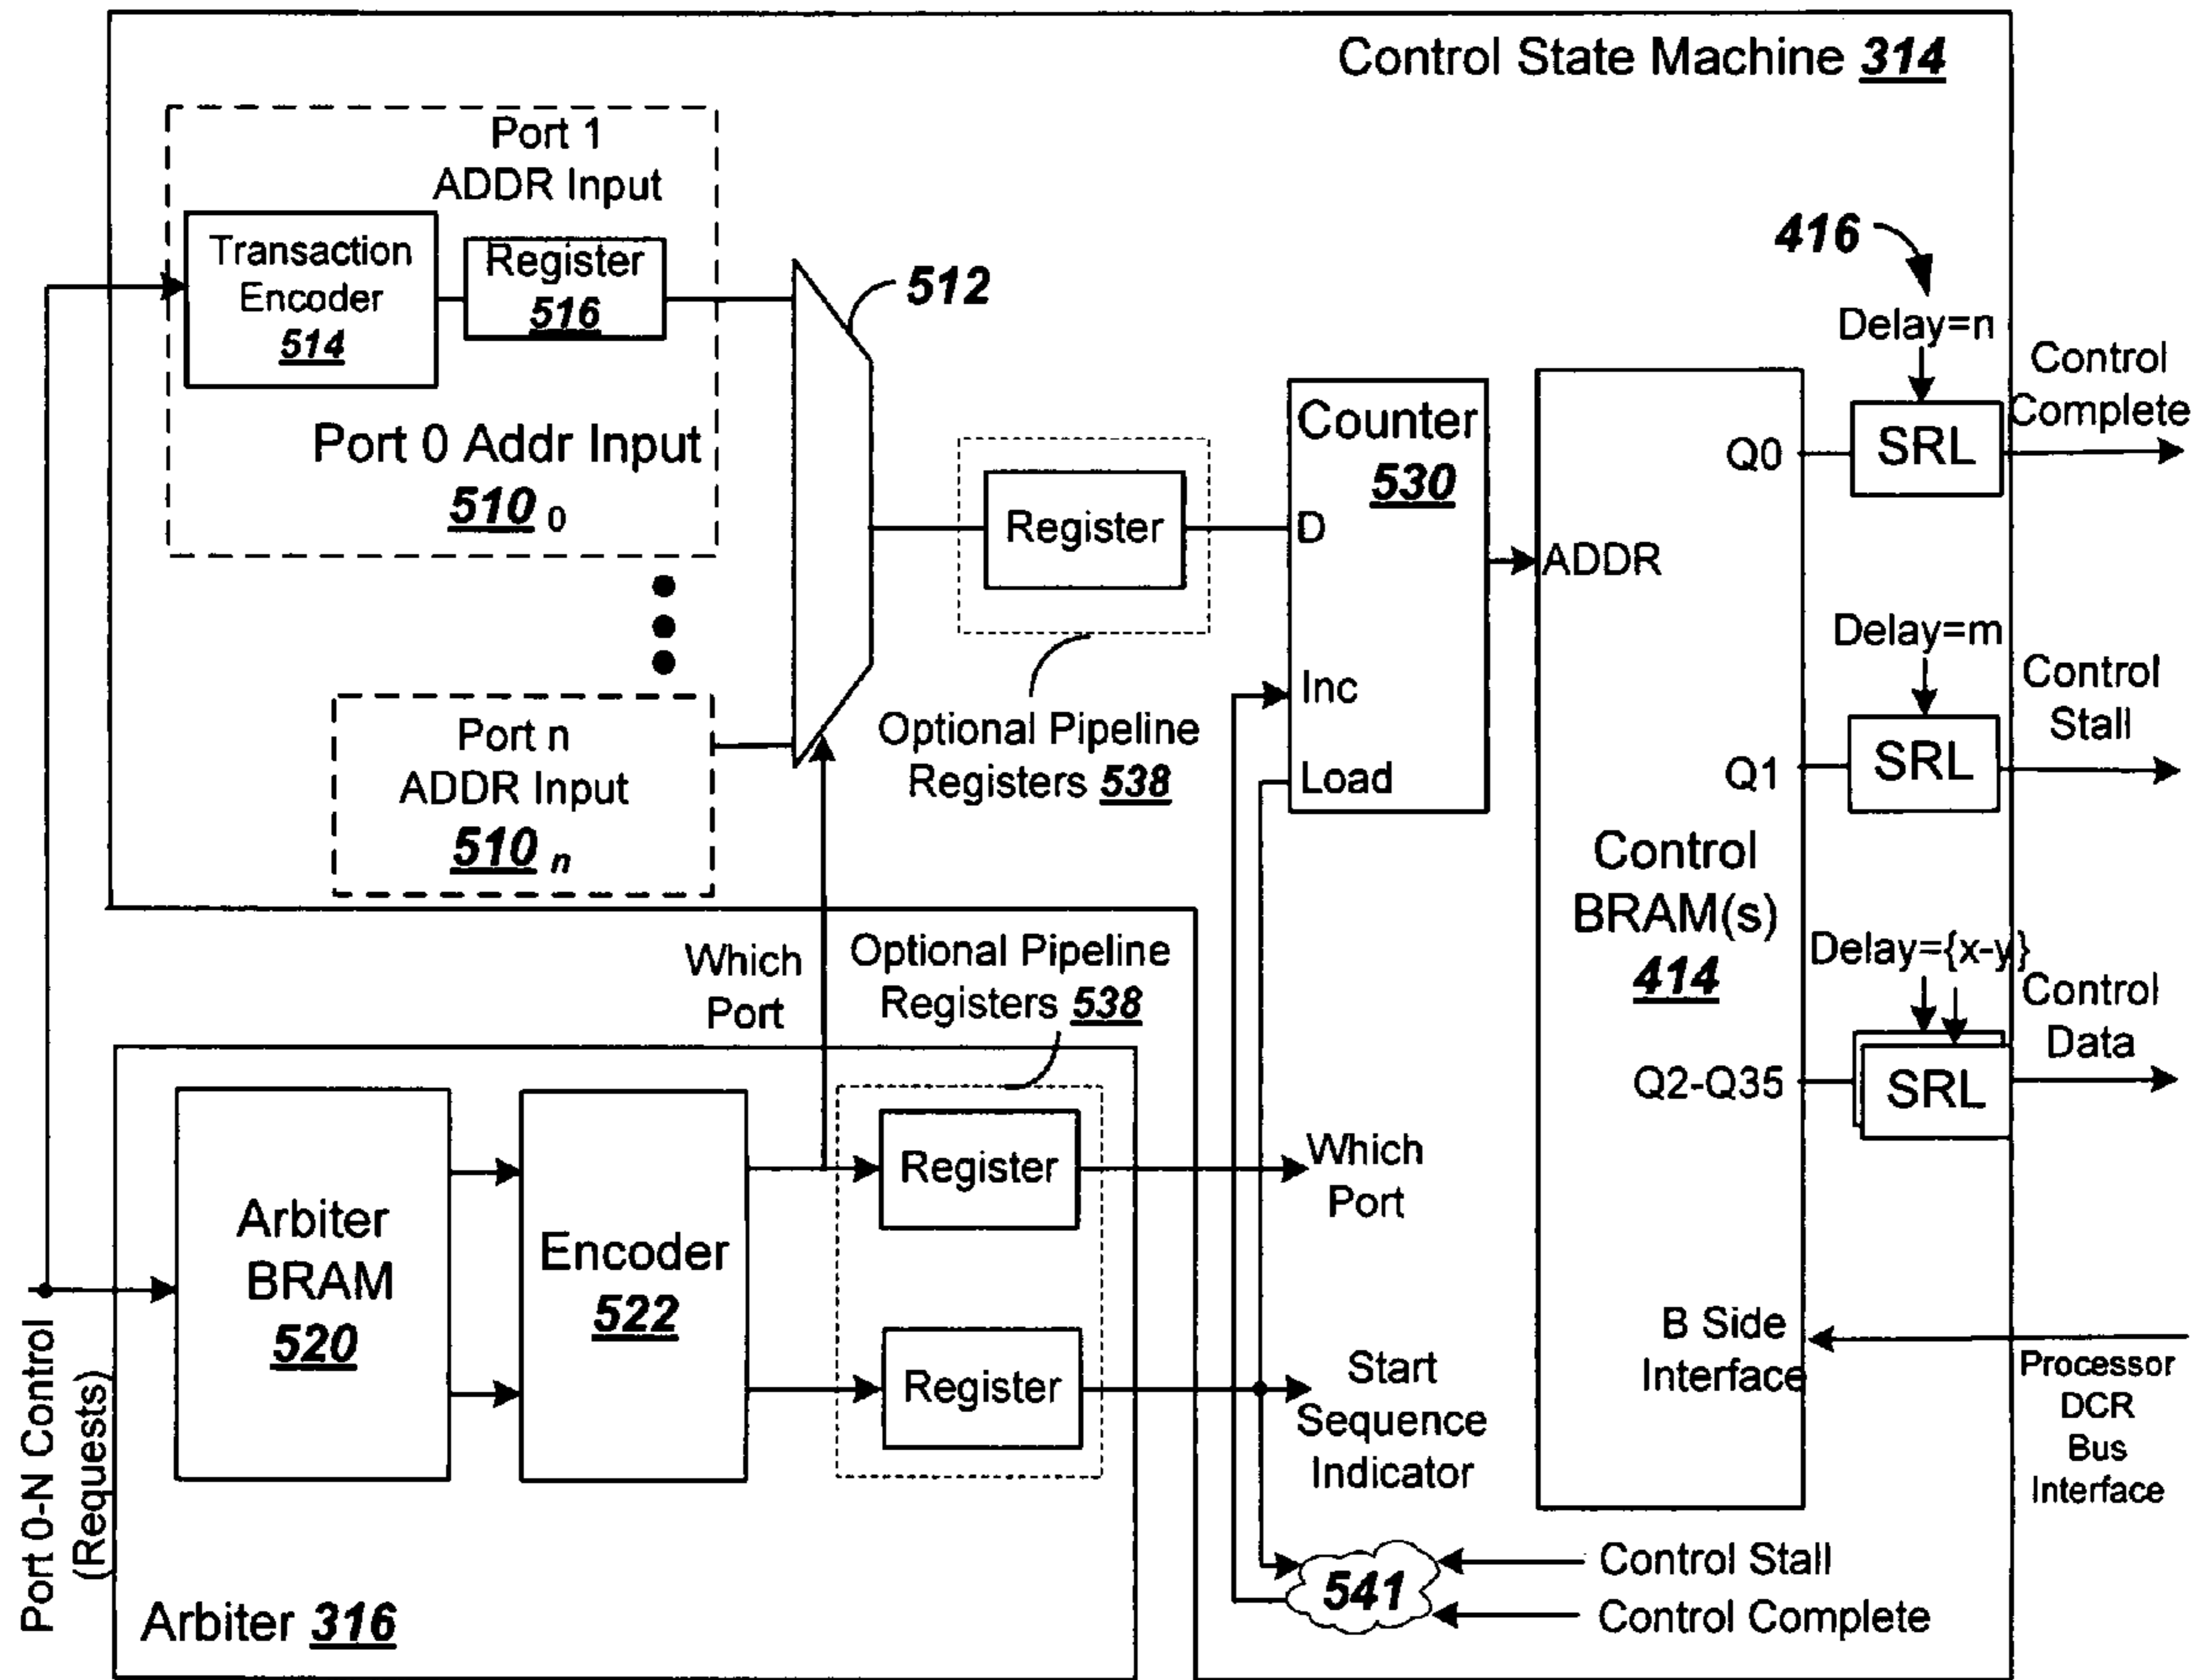 Control State Machine 314
Port 1
ADDR Input
Transaction
Encoder
514
Register
516
Port 0 Addr Input
510 0
512
Port n
ADDR Input
510 n
Register
Optional Pipeline
Registers 538
Counter
530
D
Inc
Load
ADDR
Q0
Q1
Control
BRAM(s)
414
Q2-Q35
B Side
Interface
416
Delay=n
SRL
Control
Complete
Delay=m
SRL
Control
Stall
Delay={x-y}
SRL
Control
Data
Processor
DCR
Bus
Interface
Which
Port
Optional Pipeline
Registers 538
Arbiter
BRAM
520
Encoder
522
Register
Register
Which
Port
Start
Sequence
Indicator
541
Control Stall
Control Complete
Port 0-N Control
(Requests)
Arbiter 316